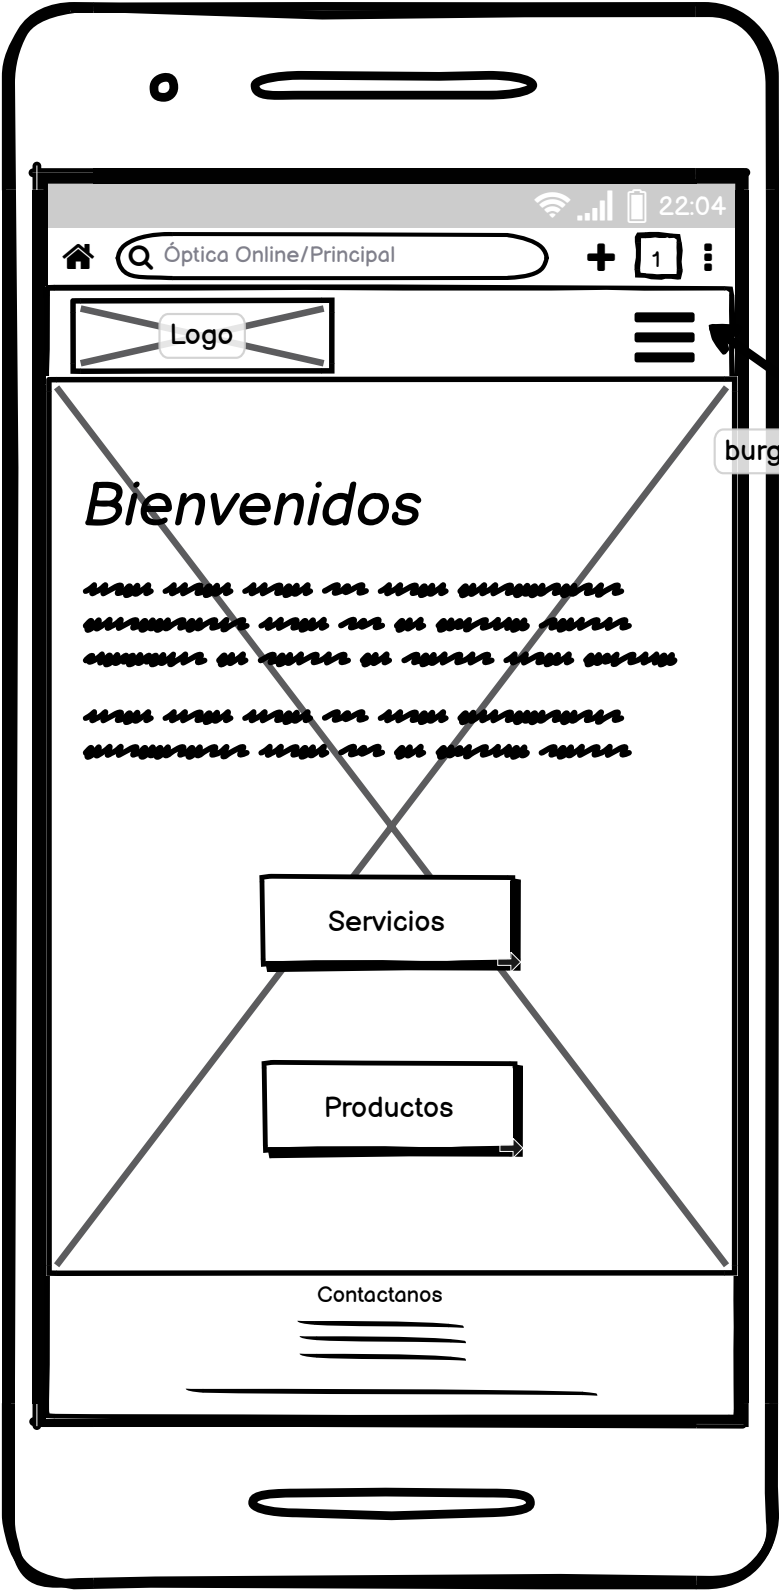 22:04
Óptica Online/Principal
1
Logo
burg
Bienvenidos
Servicios
Productos
Contactanos